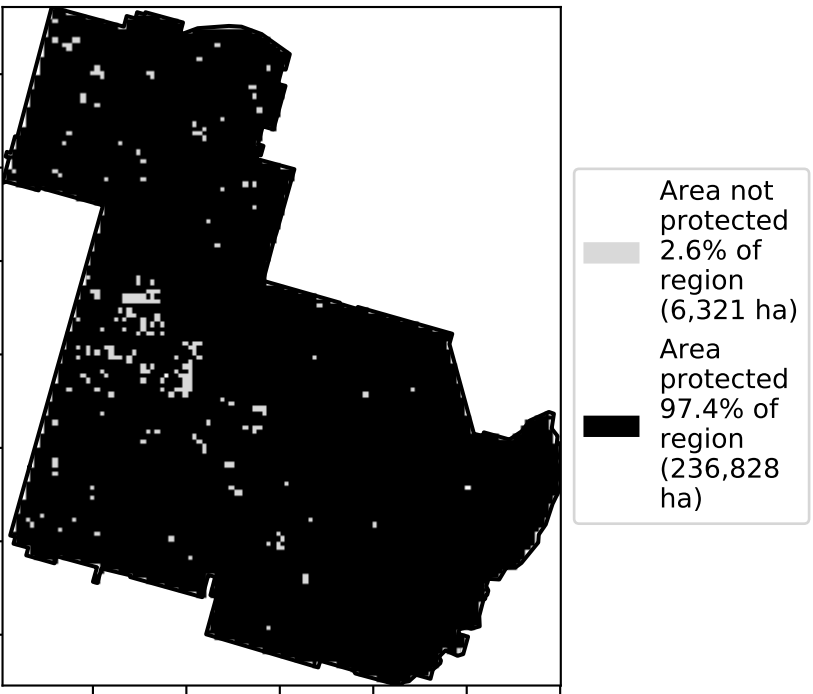 Area not
protected
2.6% of
region
(6,321 ha)
Area
protected
97.4% of
region
(236,828
ha)